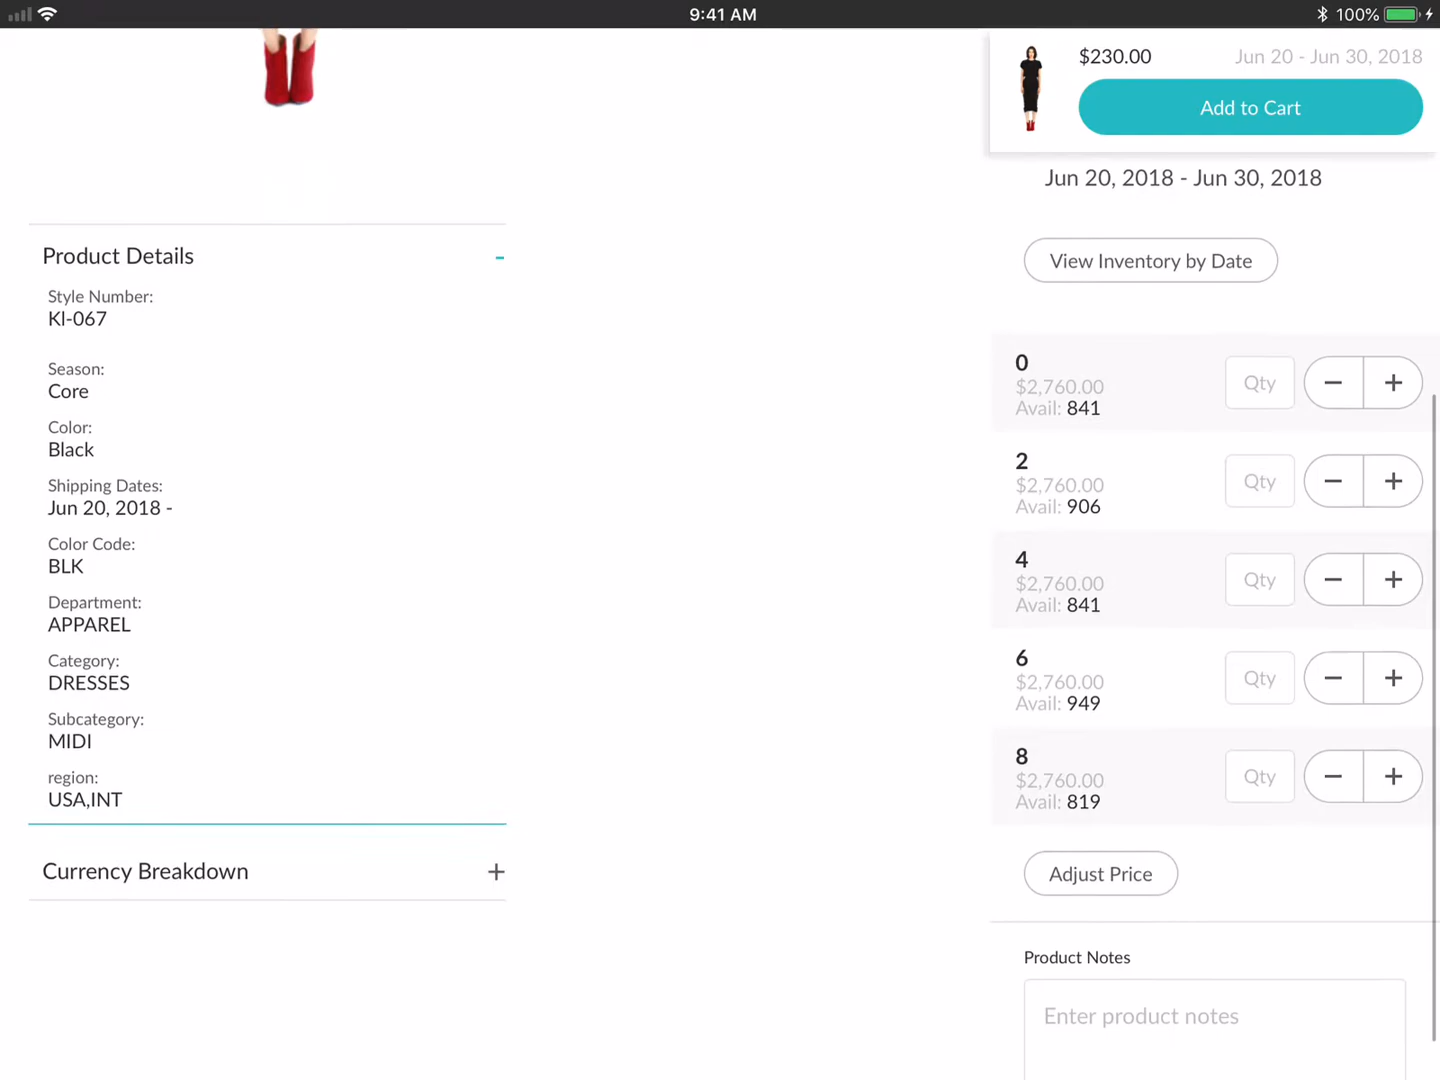 9:41 AM
100%
$230.00
Jun 20 - Jun 30, 2018
Add to Cart
Jun 20, 2018 - Jun 30, 2018
View Inventory by Date
Product Details
Style Number:
KI-067
Season:
Core
Color:
Black
Shipping Dates:
Jun 20, 2018 -
Color Code:
BLK
Department:
APPAREL
Category:
DRESSES
Subcategory:
MIDI
region:
USA,INT
Currency Breakdown
0
$2,760.00
Avail: 841
Qty
2
$2,760.00
Avail: 906
Qty
4
$2,760.00
Avail: 841
Qty
6
$2,760.00
Avail: 949
Qty
8
$2,760.00
Avail: 819
Qty
Adjust Price
Product Notes
Enter product notes